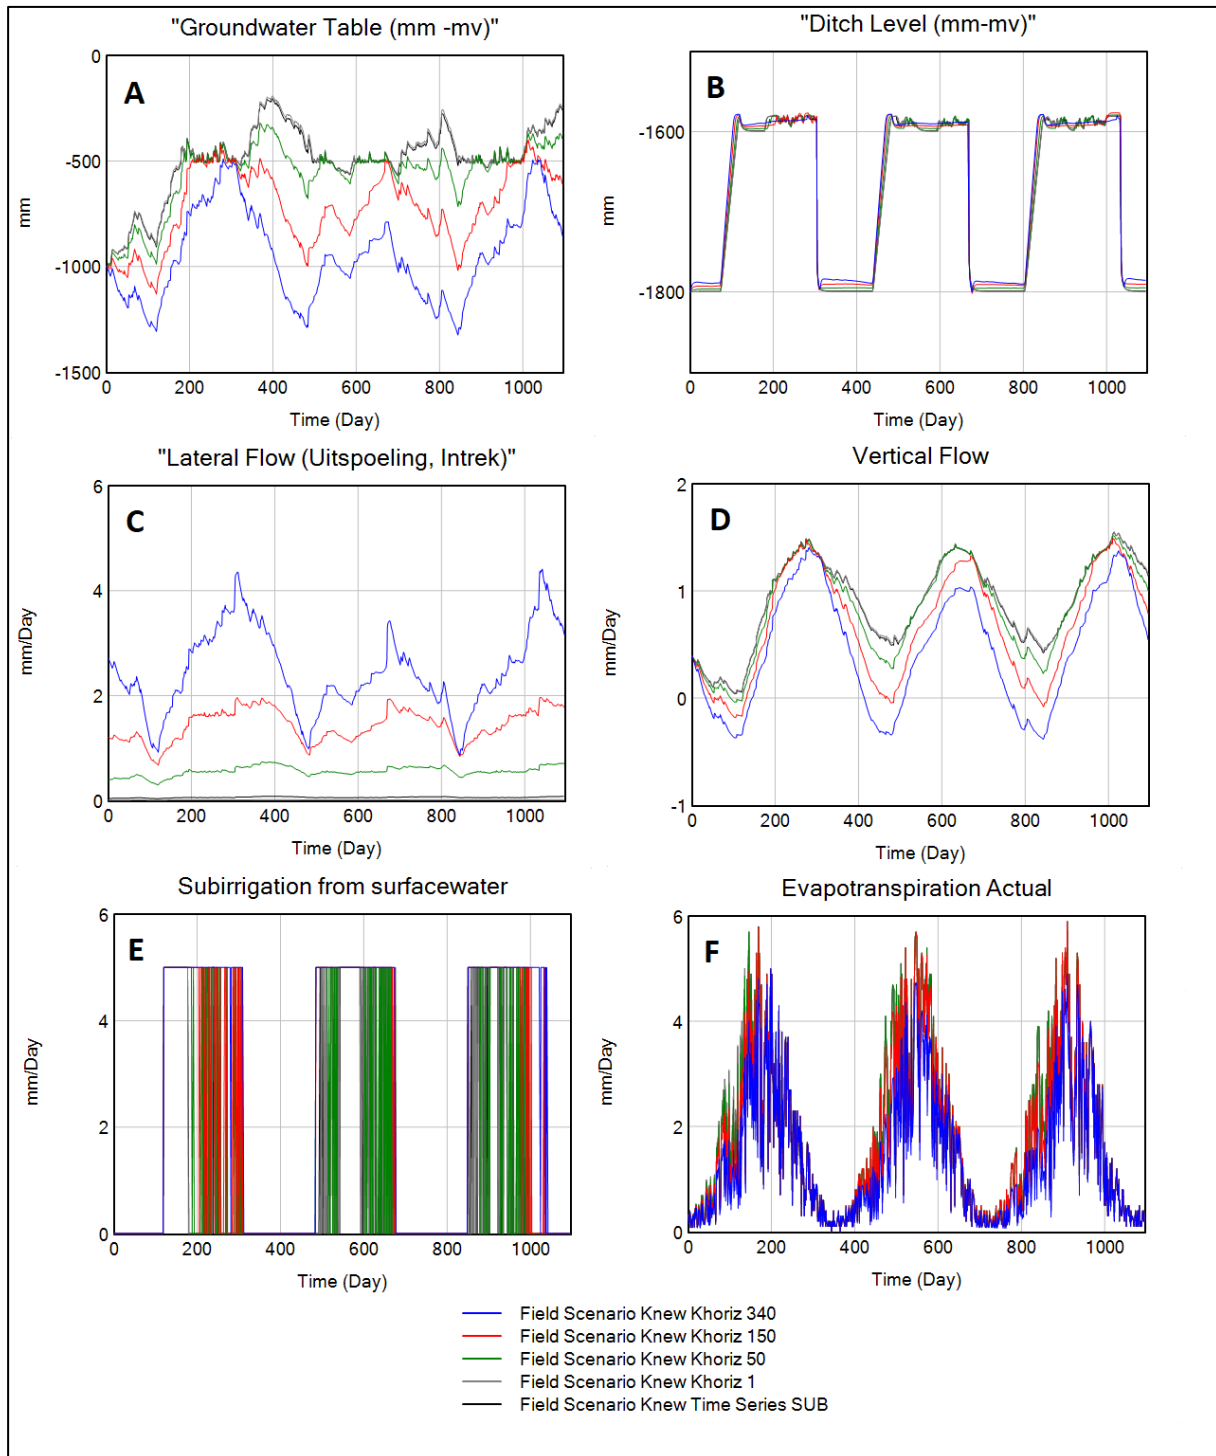 "Groundwater Table (mm -mv)"
A
0
-500
-1000
-1500
mm
0 200 400 600 800 1000
Time (Day)
"Ditch Level (mm-mv)"
B
-1600
-1800
mm
0 200 400 600 800 1000
Time (Day)
"Lateral Flow (Uitspoeling, Intrek)"
C
6
4
2
0
mm/Day
0 200 400 600 800 1000
Time (Day)
Vertical Flow
D
2
1
0
-1
mm/Day
0 200 400 600 800 1000
Time (Day)
Subirrigation from surfacewater
E
6
4
2
0
mm/Day
0 200 400 600 800 1000
Time (Day)
Evapotranspiration Actual
F
6
4
2
0
mm/Day
0 200 400 600 800 1000
Time (Day)
Field Scenario Knew Khoriz 340
Field Scenario Knew Khoriz 150
Field Scenario Knew Khoriz 50
Field Scenario Knew Khoriz 1
Field Scenario Knew Time Series SUB